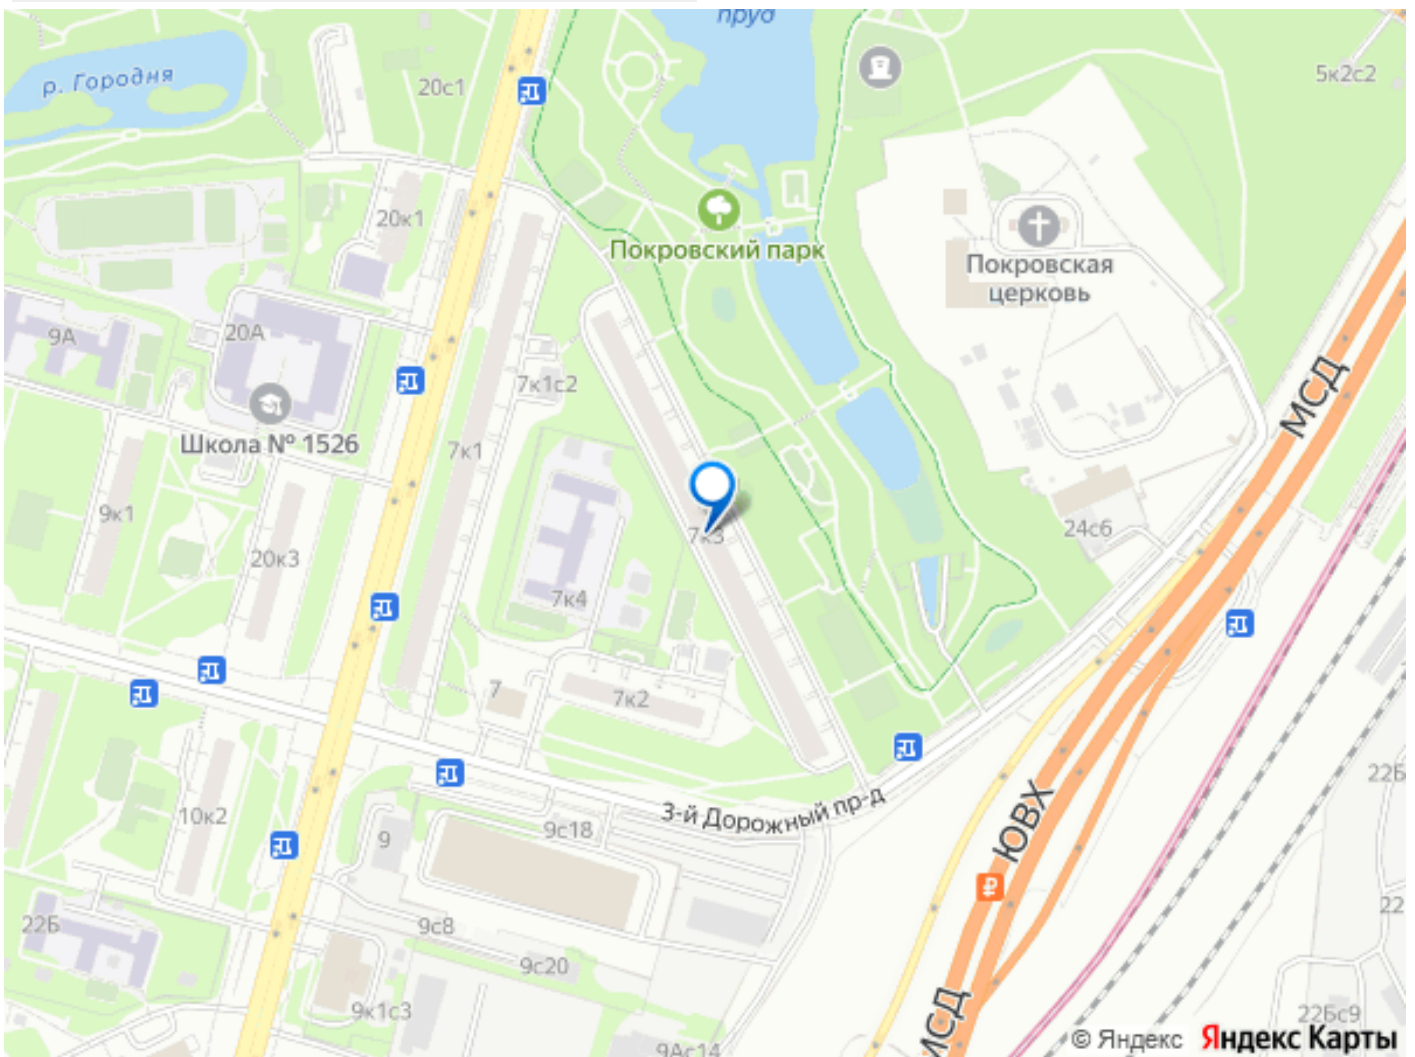 пруд
р. Городня
20с1
5к2с2
20к1
Покровский парк
Покровская
церковь
9А
20А
7к1с2
МСД
Школа № 1526
7к1
9к1
20к3
7к3
24с6
7к4
7
7к2
22Б
3-й Дорожный пр-д
10к2
9
9с18
ЮВХ
22Б
9с8
22
9с20
9к1с3
МСД
22Бс9
9Ас14
© Яндекс Яндекс Карты